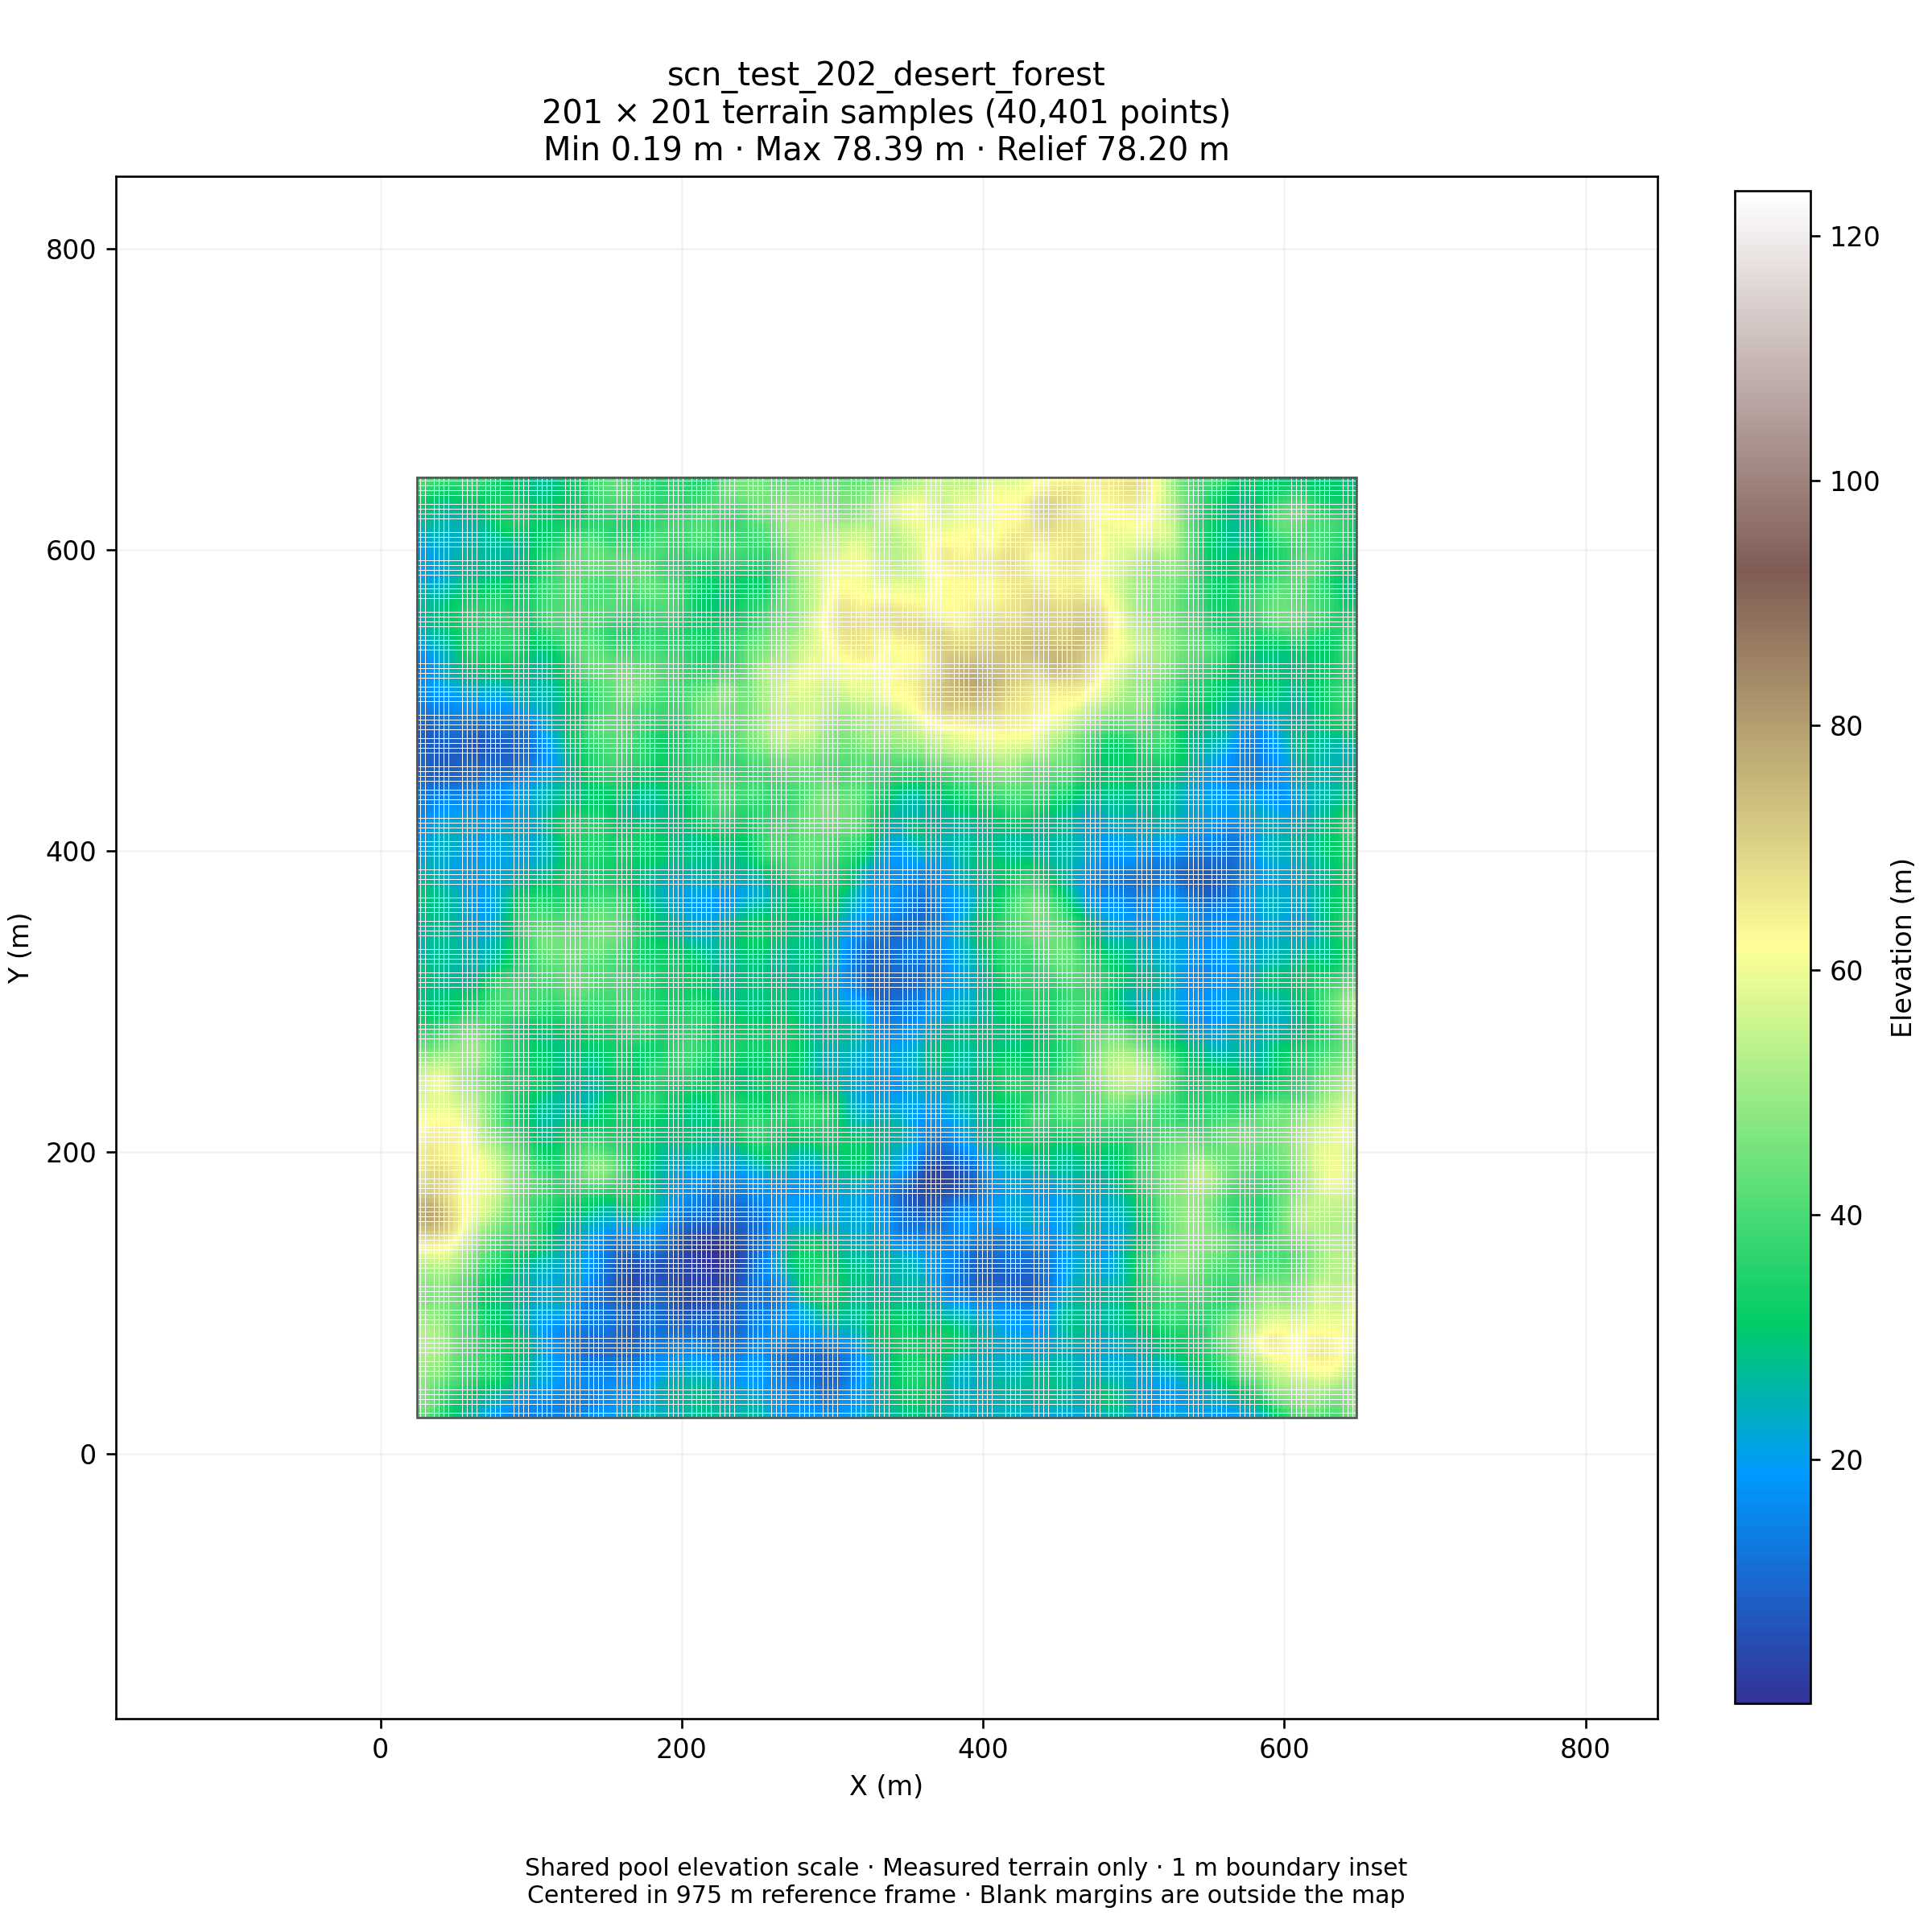 scn_test_202_desert_forest
201 × 201 terrain samples (40,401 points)
Min 0.19 m · Max 78.39 m · Relief 78.20 m
800
600
400
200
0
Y (m)
0 200 400 600 800
X (m)
120
100
80
60
40
20
Elevation (m)
Shared pool elevation scale · Measured terrain only · 1 m boundary inset
Centered in 975 m reference frame · Blank margins are outside the map